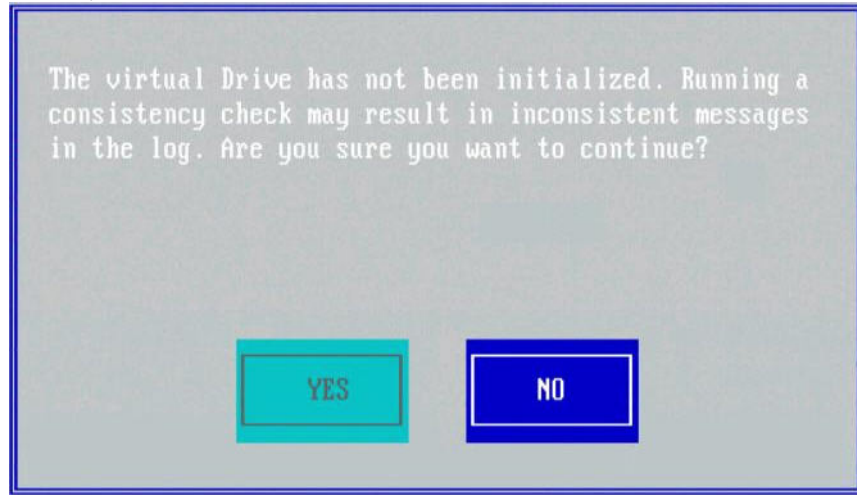 The virtual Drive has not been initialized. Running a
consistency check may result in inconsistent messages
in the log. Are you sure you want to continue?
YES
NO